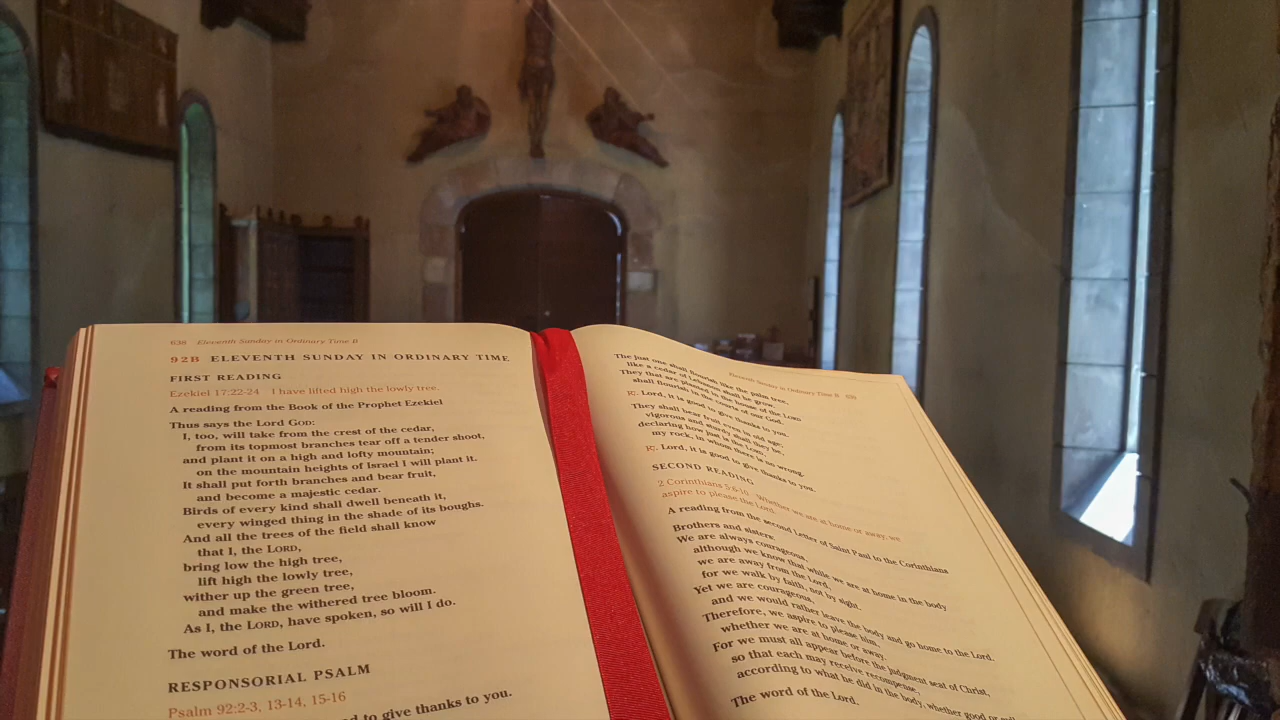 638 Eleventh Sunday in Ordinary Time B
92B ELEVENTH SUNDAY IN ORDINARY TIME
FIRST READING
Ezekiel 17:22-24 I have lifted high the lowly tree.
A reading from the Book of the Prophet Ezekiel
Thus says the Lord GOD:
I, too, will take from the crest of the cedar,
from its topmost branches tear off a tender shoot,
and plant it on a high and lofty mountain;
on the mountain heights of Israel I will plant it.
It shall put forth branches and bear fruit,
and become a majestic cedar.
Birds of every kind shall dwell beneath it,
every winged thing in the shade of its boughs.
And all the trees of the field shall know
that I, the LORD,
bring low the high tree,
lift high the lowly tree,
wither up the green tree,
and make the withered tree bloom.
As I, the LORD, have spoken, so will I do.
The word of the Lord.
RESPONSORIAL PSALM
Psalm 92:2-3, 13-14, 15-16
to give thanks to you.
Eleventh Sunday in Ordinary Time B
The just one shall flourish like the palm tree,
like a cedar of Lebanon shall he grow.
They that are planted in the house of the LORD
shall flourish in the courts of our God.
℟. Lord, it is good to give thanks to you.
They shall bear fruit even in old age;
vigorous and sturdy shall they be,
declaring how just is the LORD,
my rock, in whom there is no wrong.
℟. Lord, it is good to give thanks to you.
SECOND READING
2 Corinthians 5:6-10 Whether we are at home or away, we
aspire to please the Lord.
A reading from the second Letter of Saint Paul to the Corinthians
Brothers and sisters:
We are always courageous,
although we know that while we are at home in the body
we are away from the Lord,
for we walk by faith, not by sight.
Yet we are courageous,
and we would rather leave the body and go home to the Lord.
Therefore, we aspire to please him,
whether we are at home or away.
For we must all appear before the judgment seat of Christ,
so that each may receive recompense,
according to what he did in the body, whether good or
The word of the Lord.